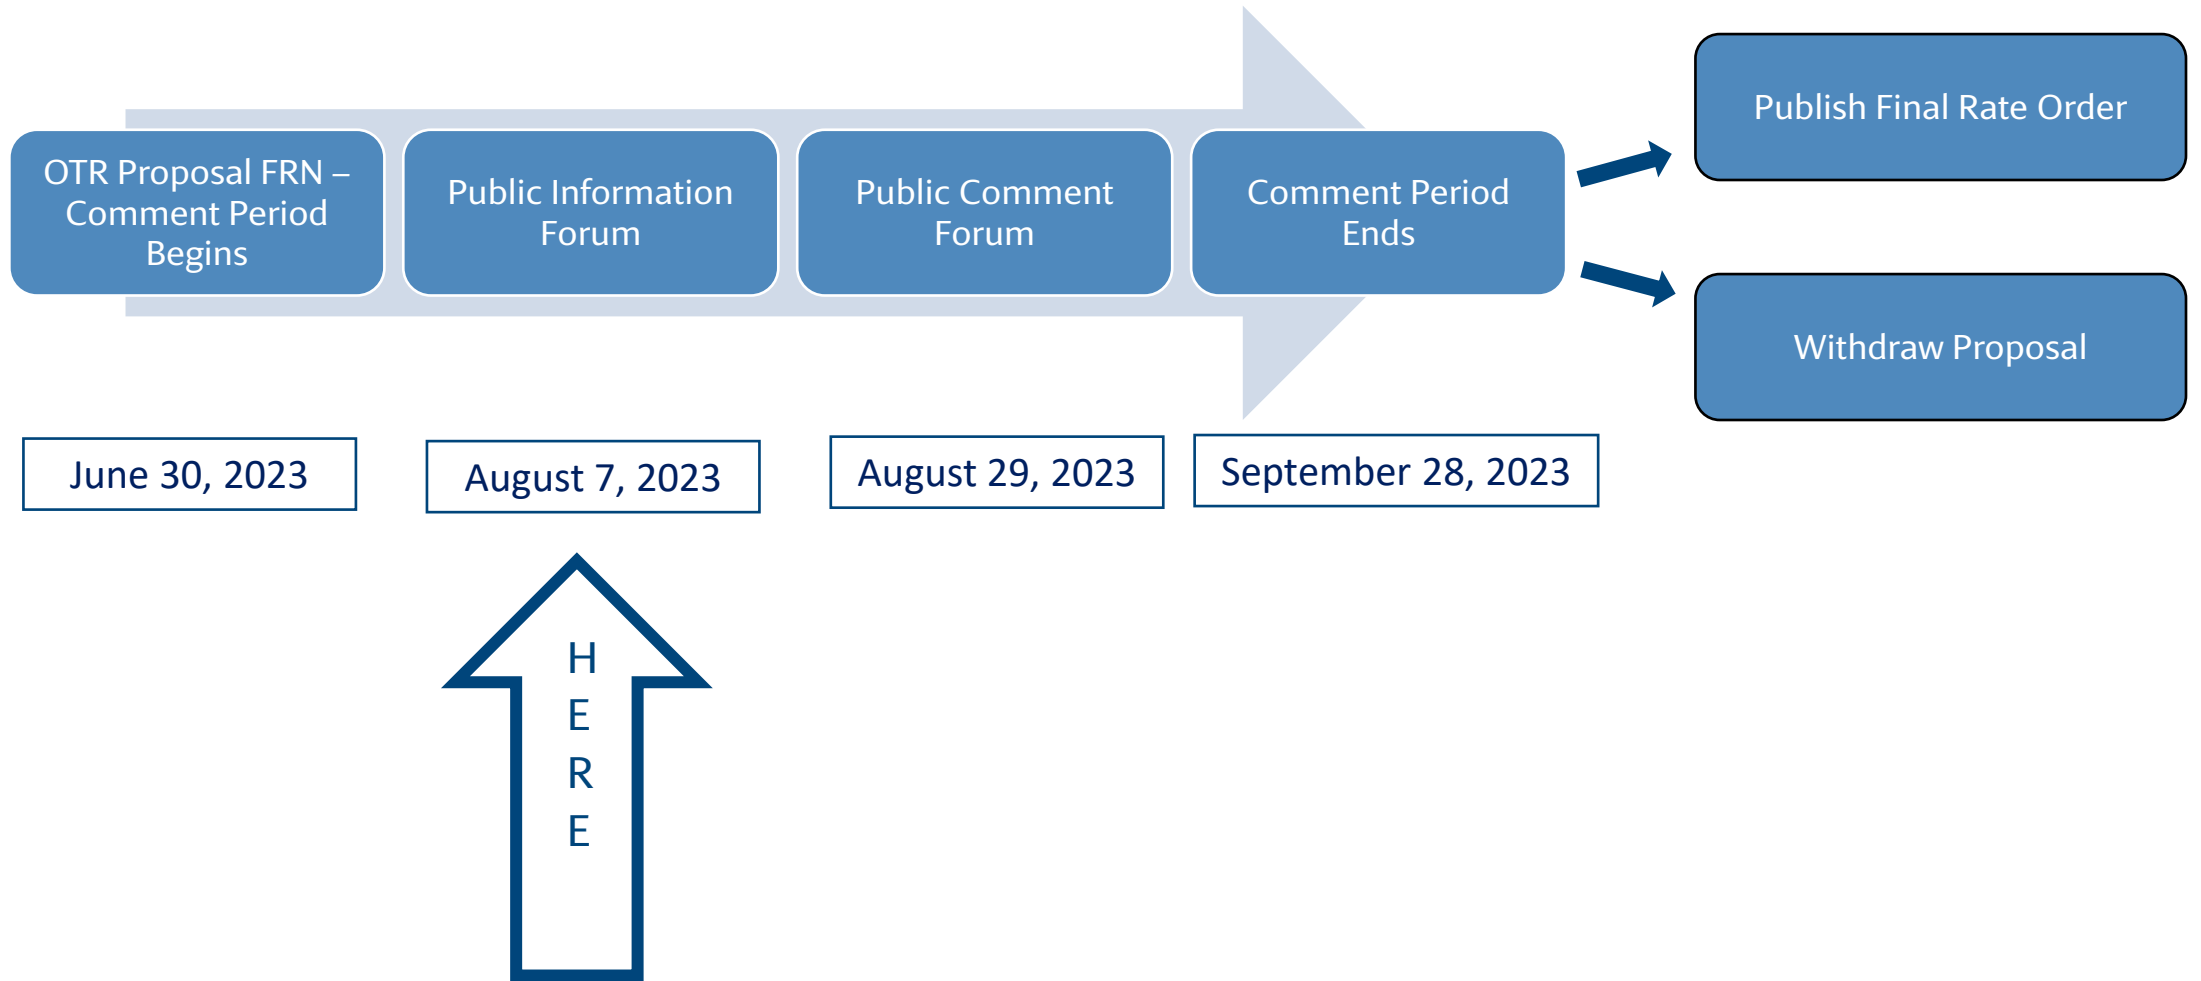 OTR Proposal FRN –
Comment Period
Begins
Public Information
Forum
Public Comment
Forum
Comment Period
Ends
Publish Final Rate Order
Withdraw Proposal
June 30, 2023
August 7, 2023
August 29, 2023
September 28, 2023
H
E
R
E